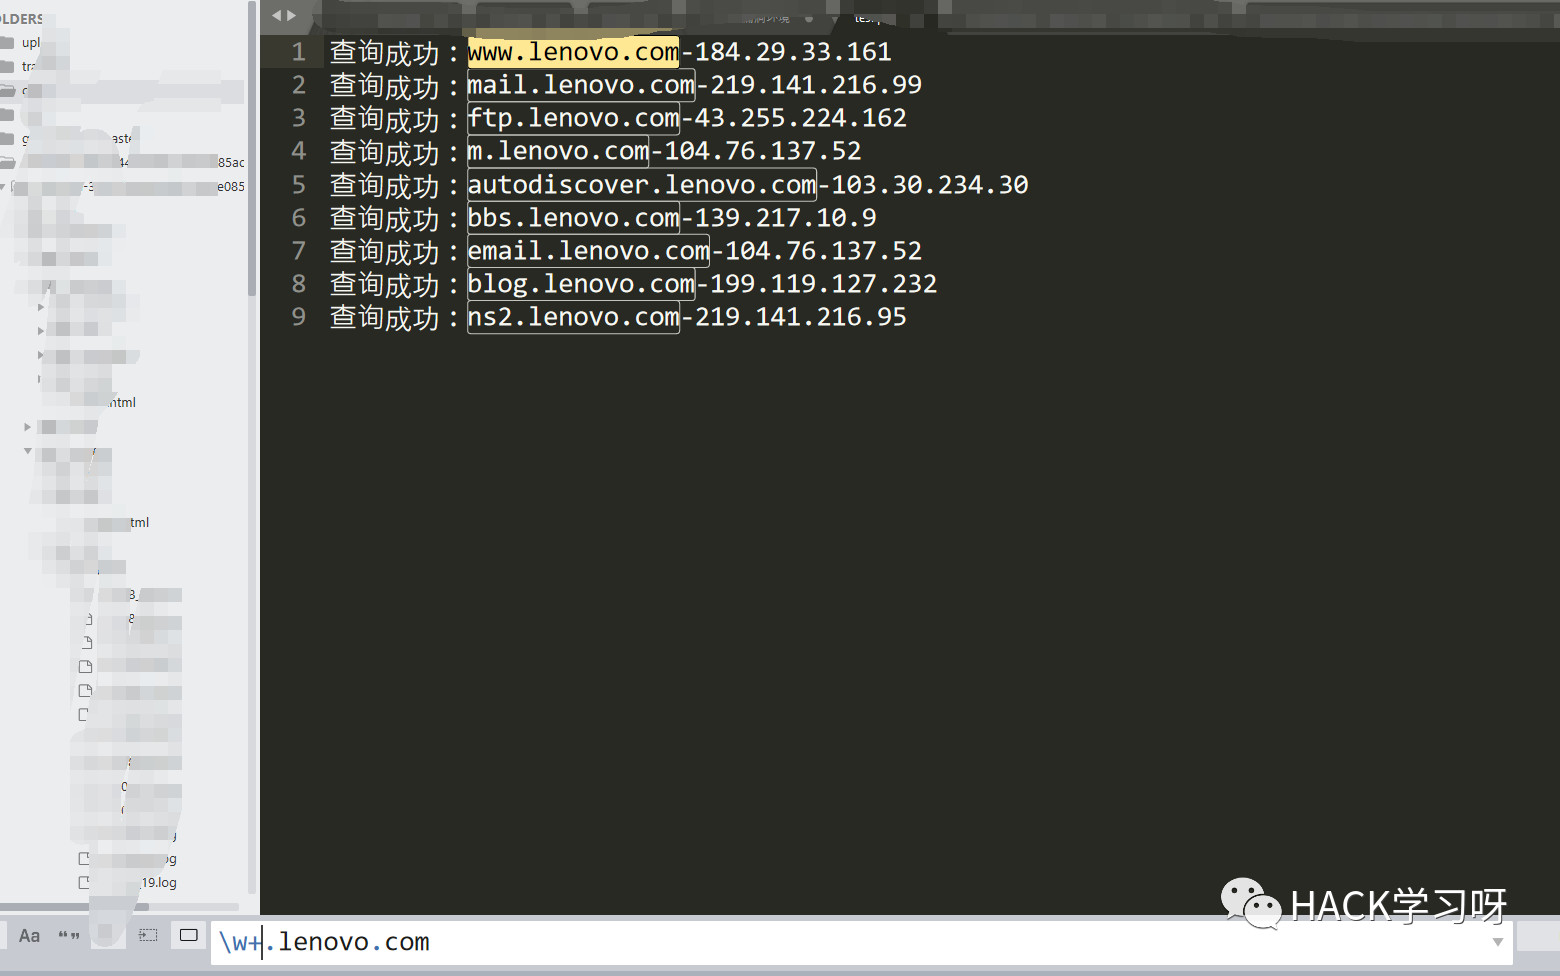 OLDERS
upl
tra
aste
85ac
e085
html
tml
19.log
1 查询成功：www.lenovo.com-184.29.33.161
2 查询成功：mail.lenovo.com-219.141.216.99
3 查询成功：ftp.lenovo.com-43.255.224.162
4 查询成功：m.lenovo.com-104.76.137.52
5 查询成功：autodiscover.lenovo.com-103.30.234.30
6 查询成功：bbs.lenovo.com-139.217.10.9
7 查询成功：email.lenovo.com-104.76.137.52
8 查询成功：blog.lenovo.com-199.119.127.232
9 查询成功：ns2.lenovo.com-219.141.216.95
HACK学习呀
Aa “”
\w+.lenovo.com